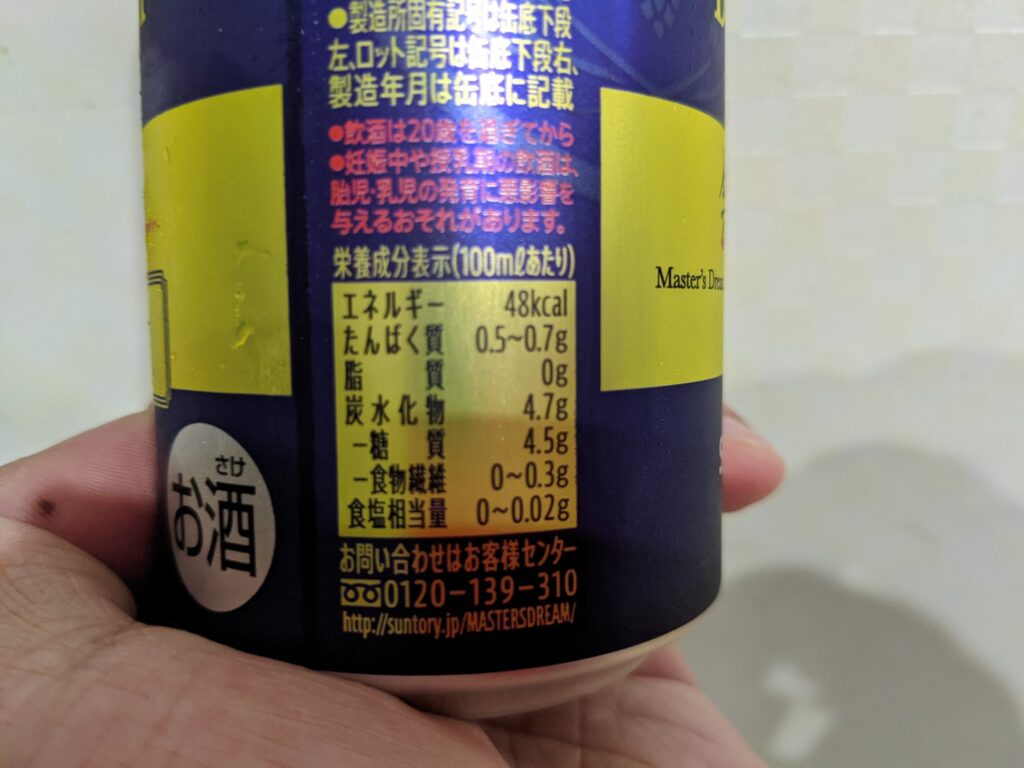 ●製造所固有記号は缶底下段
左、ロット記号は缶底下段右、
製造年月は缶底に記載
●飲酒は20歳を過ぎてから
●妊娠中や授乳期の飲酒は、
胎児・乳児の発育に悪影響を
与えるおそれがあります。
栄養成分表示(100mlあたり)
エネルギー 48kcal
たんぱく質 0.5~0.7g
脂質 0g
炭水化物 4.7g
-糖質 4.5g
-食物繊維 0~0.3g
食塩相当量 0~0.02g
お問い合わせはお客様センター
0120-139-310
http://suntory.jp/MASTERSDREAM/
さけ
お酒
Master's